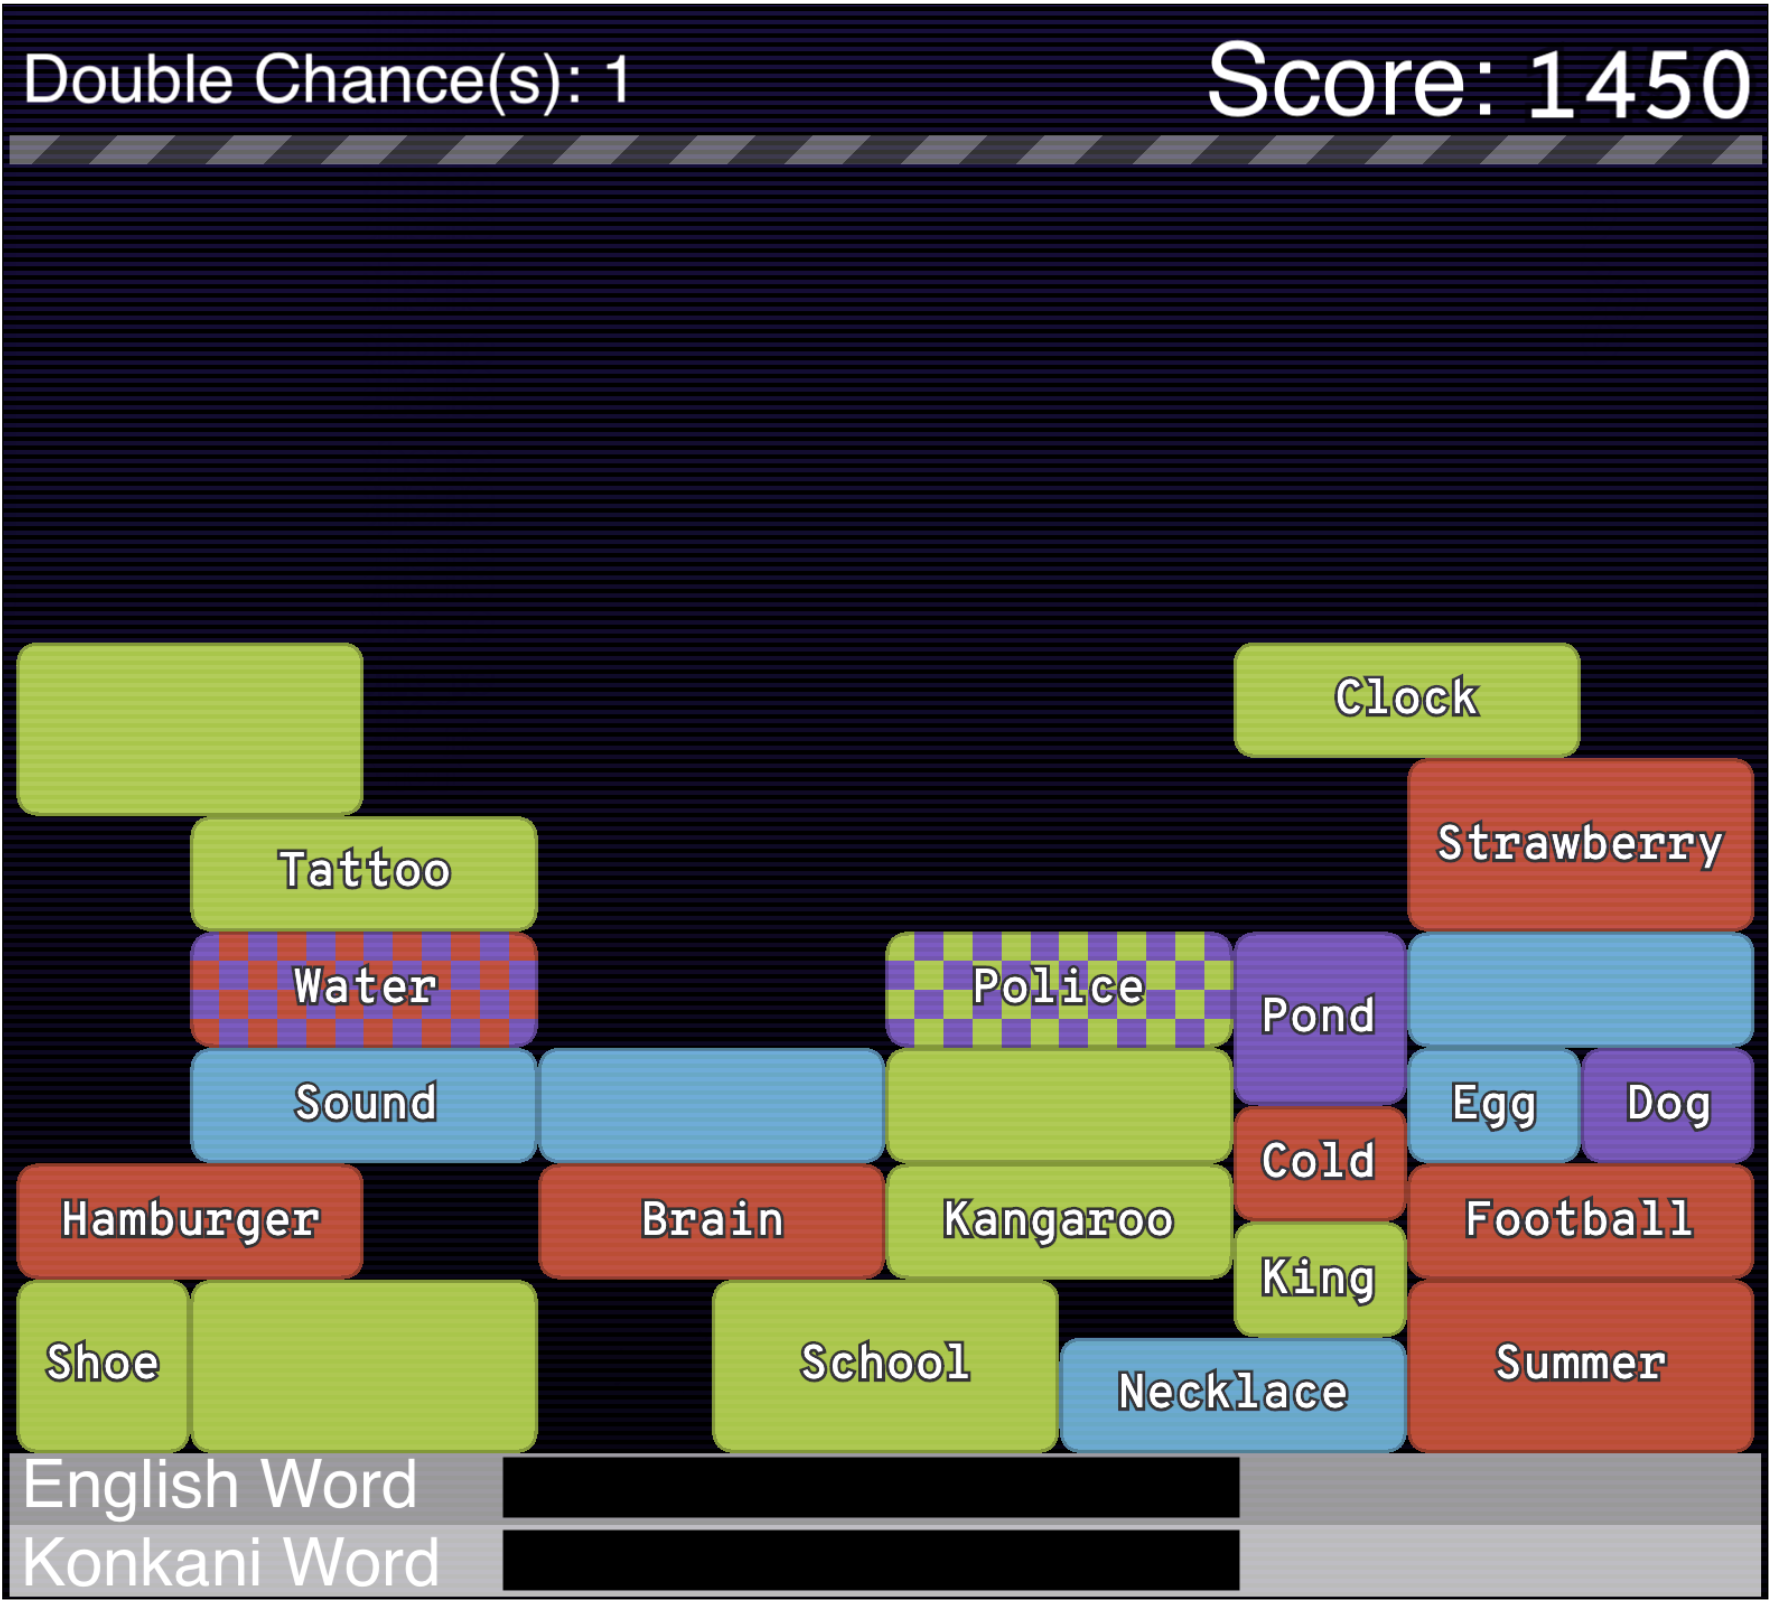 Double Chance(s): 1
Score: 1450
Clock
Strawberry
Tattoo
Water
Police
Pond
Sound
Egg
Dog
Cold
Hamburger
Brain
Kangaroo
Football
King
Shoe
School
Summer
Necklace
English Word
Konkani Word